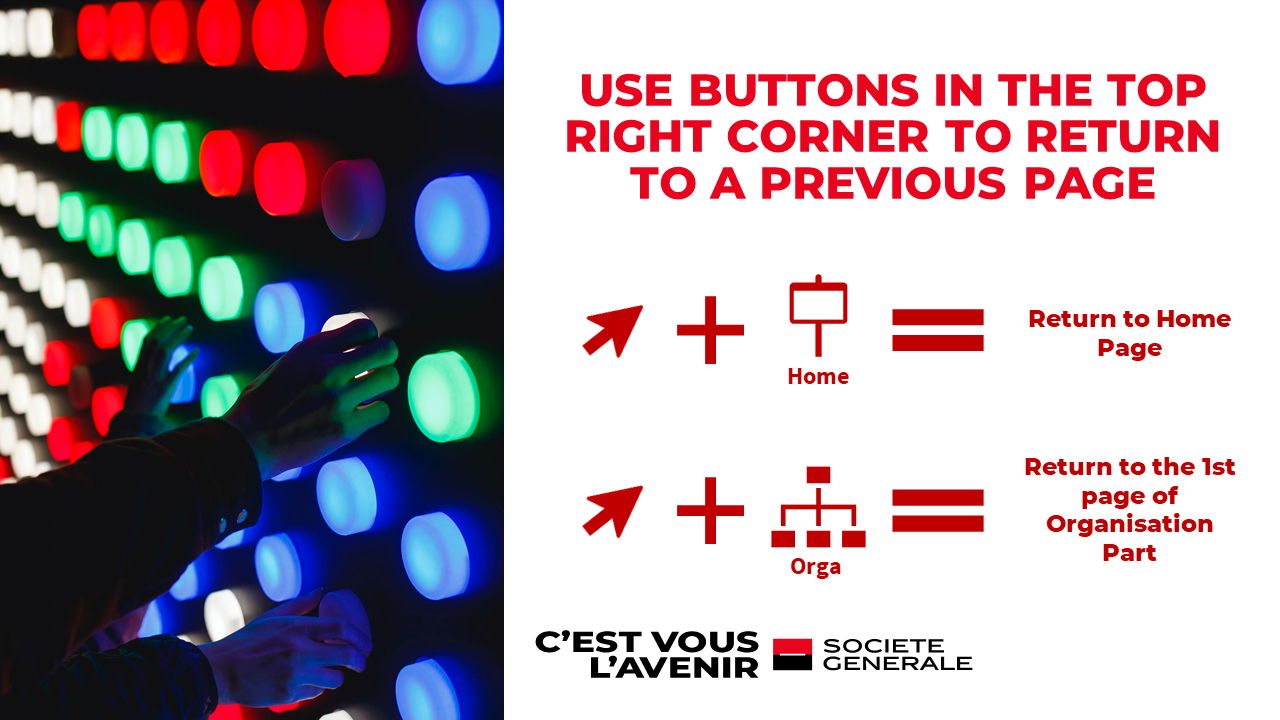 USE BUTTONS IN THE TOP
RIGHT CORNER TO RETURN
TO A PREVIOUS PAGE
Home
Return to Home
Page
Orga
Return to the 1st
page of
Organisation
Part
C'EST VOUS
L'AVENIR
SOCIETE
GENERALE